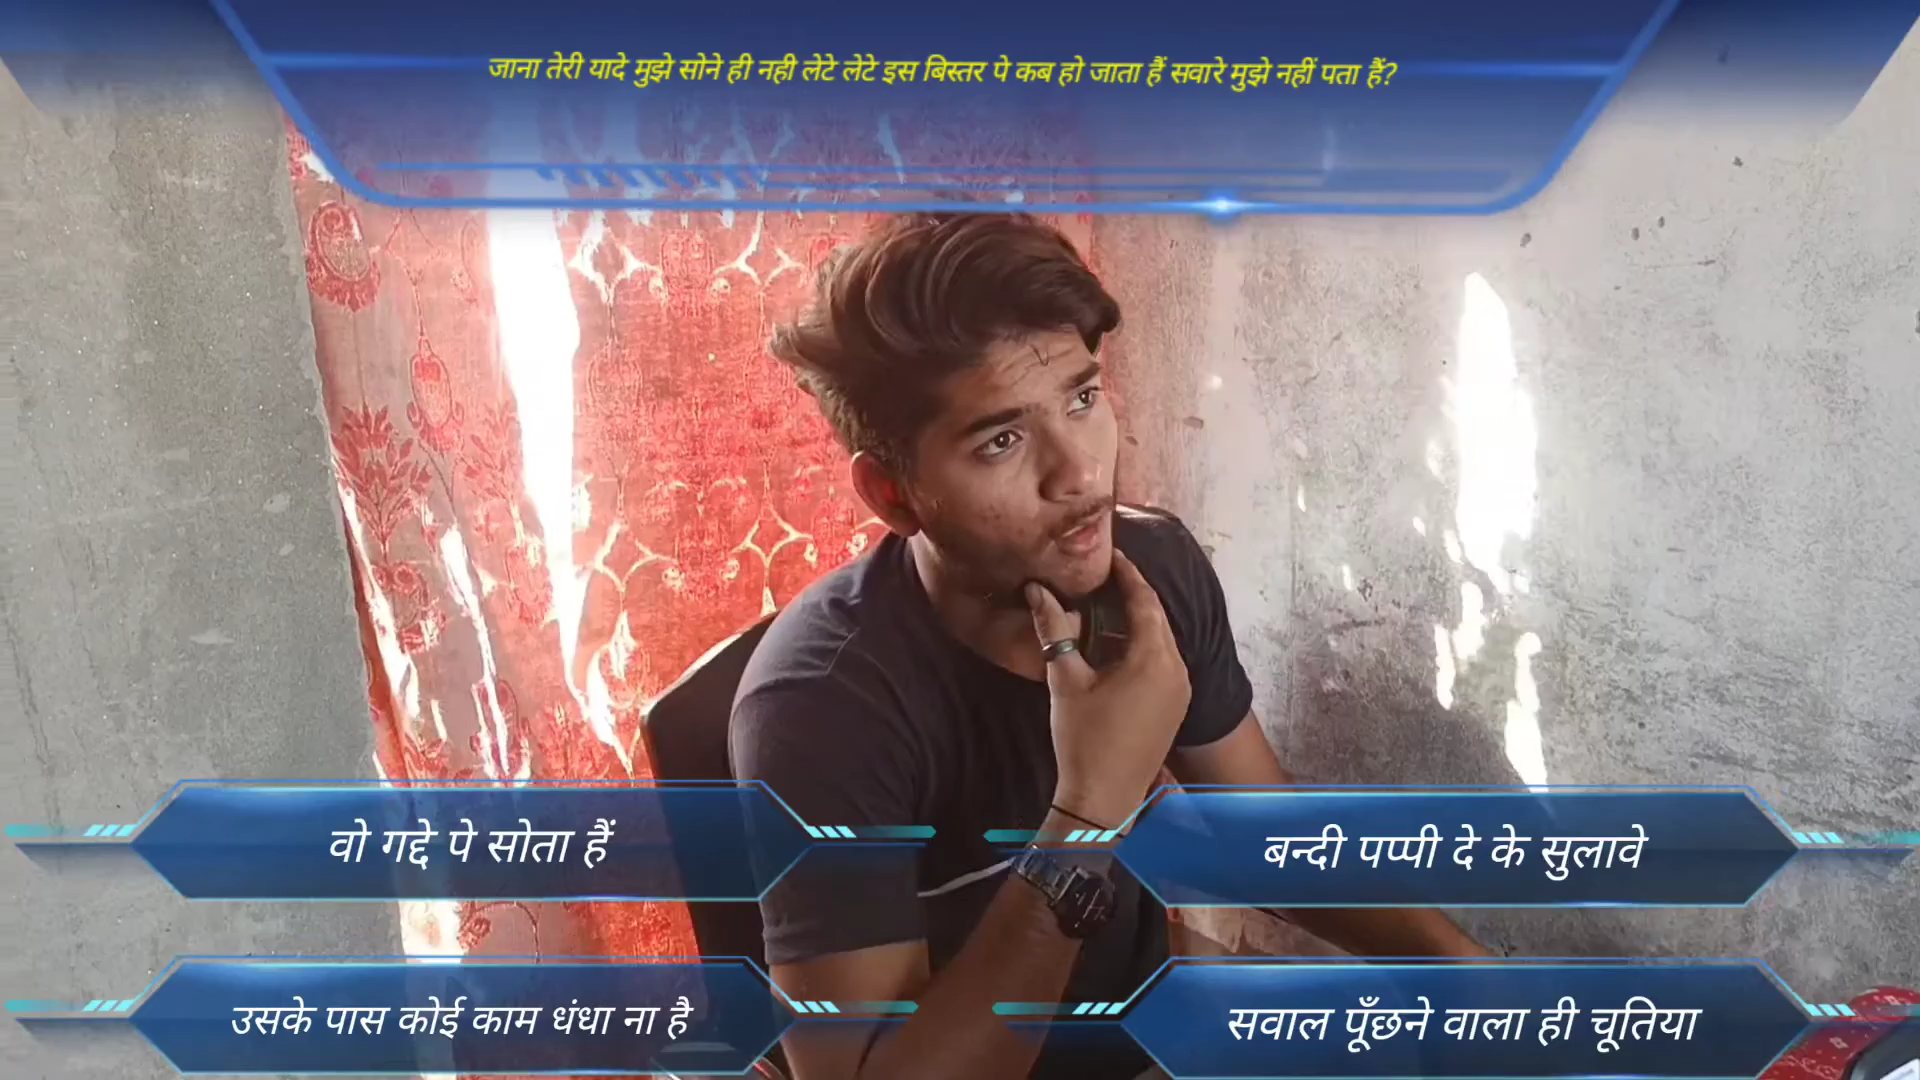 जाना तेरी यादे मुझे सोने ही नही लेटे लेटे इस बिस्तर पे कब हो जाता हैं सवारे मुझे नहीं पता हैं?
वो गद्दे पे सोता हैं
बन्दी पप्पी दे के सुलावे
उसके पास कोई काम धंधा ना है
सवाल पूँछने वाला ही चूतिया